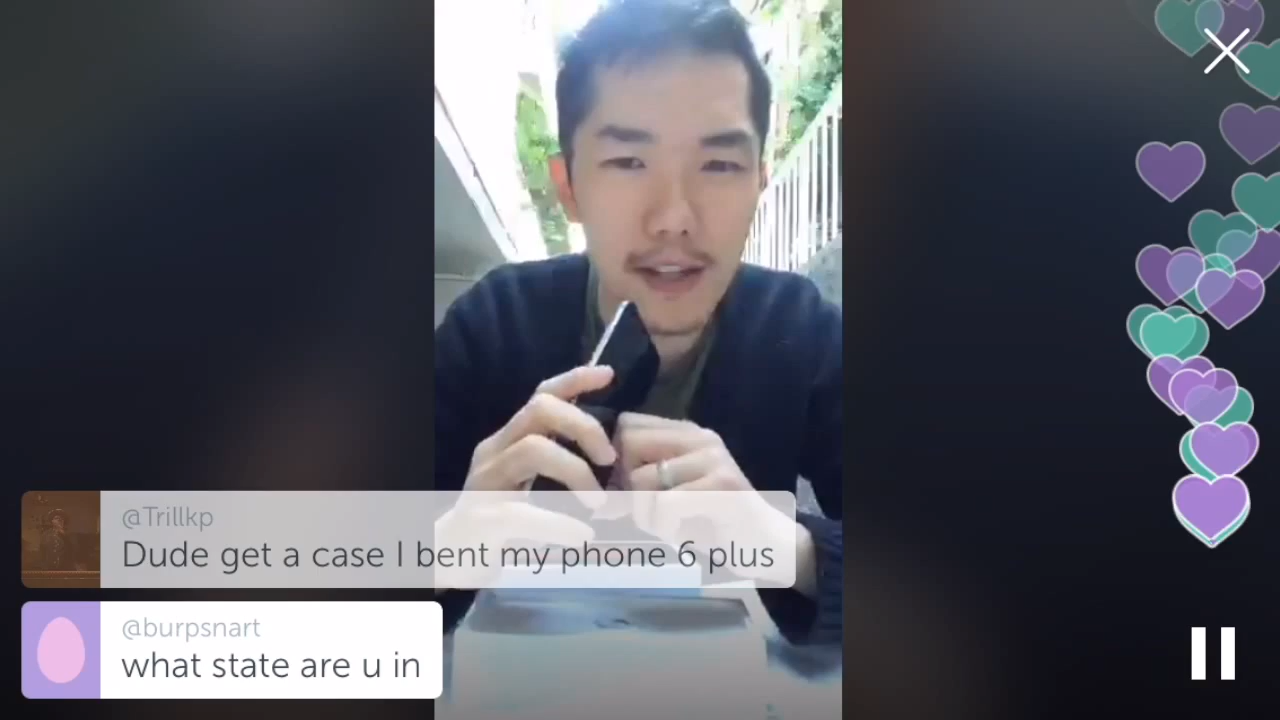 @Trillkp
Dude get a case I bent my phone 6 plus
@burpsnart
what state are u in